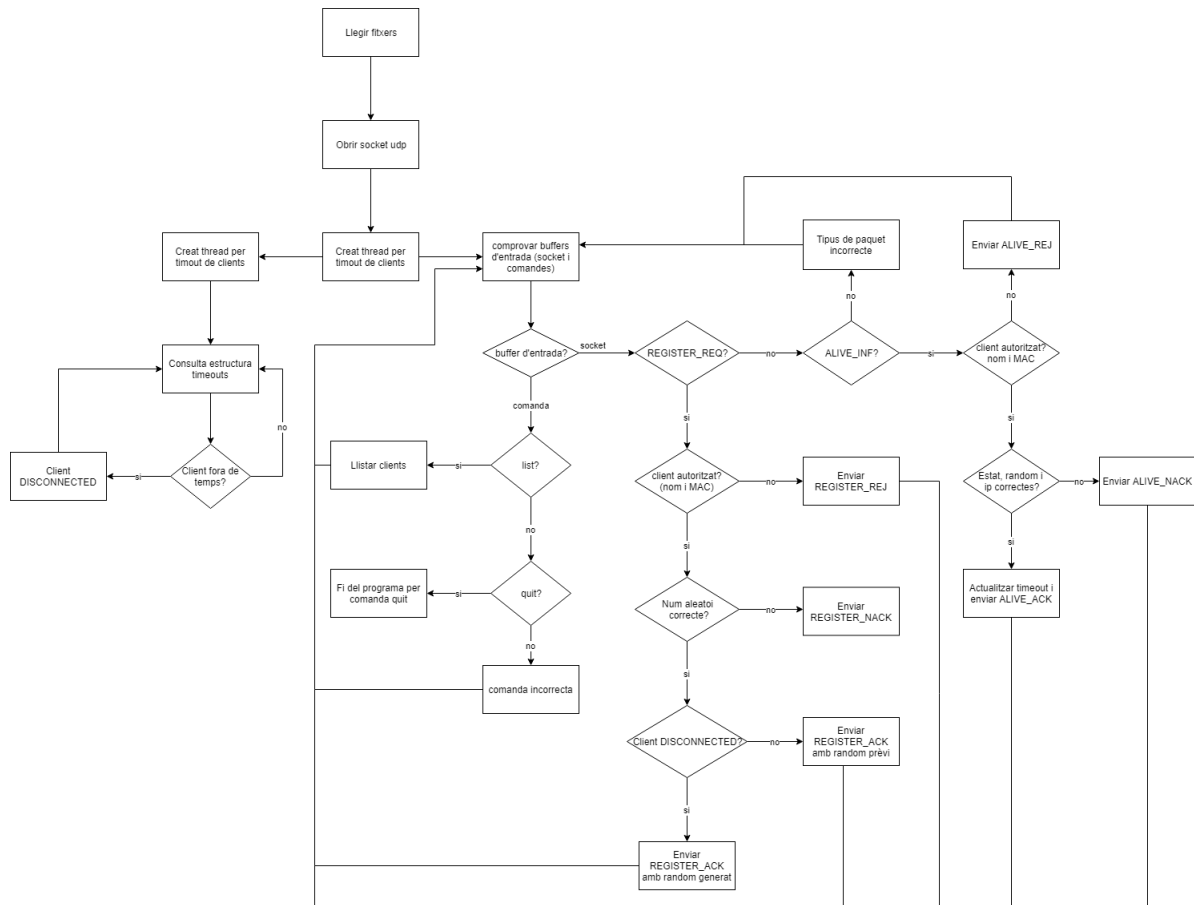 Llegir fitxers
Obrir socket udp
Creat thread per
timout de clients
Creat thread per
timout de clients
comprovar buffers
d'entrada (socket i
comandes)
Tipus de paquet
incorrecte
Enviar ALIVE_REJ
no
no
Consulta estructura
timeouts
buffer d'entrada?
socket
REGISTER_REQ?
no
ALIVE_INF?
si
client autoritzat?
nom i MAC
no
comanda
si
si
Client
DISCONNECTED
si
Client fora de
temps?
Llistar clients
si
list?
client autoritzat?
(nom i MAC)
no
Enviar
REGISTER_REJ
Estat, random i
ip correctes?
no
Enviar ALIVE_NACK
no
si
si
Fi del programa per
comanda quit
si
quit?
Num aleatoi
correcte?
no
Enviar
REGISTER_NACK
Actualitzar timeout i
enviar ALIVE_ACK
no
si
comanda incorrecta
Client DISCONNECTED?
no
Enviar
REGISTER_ACK
amb random prèvi
si
Enviar
REGISTER_ACK
amb random generat